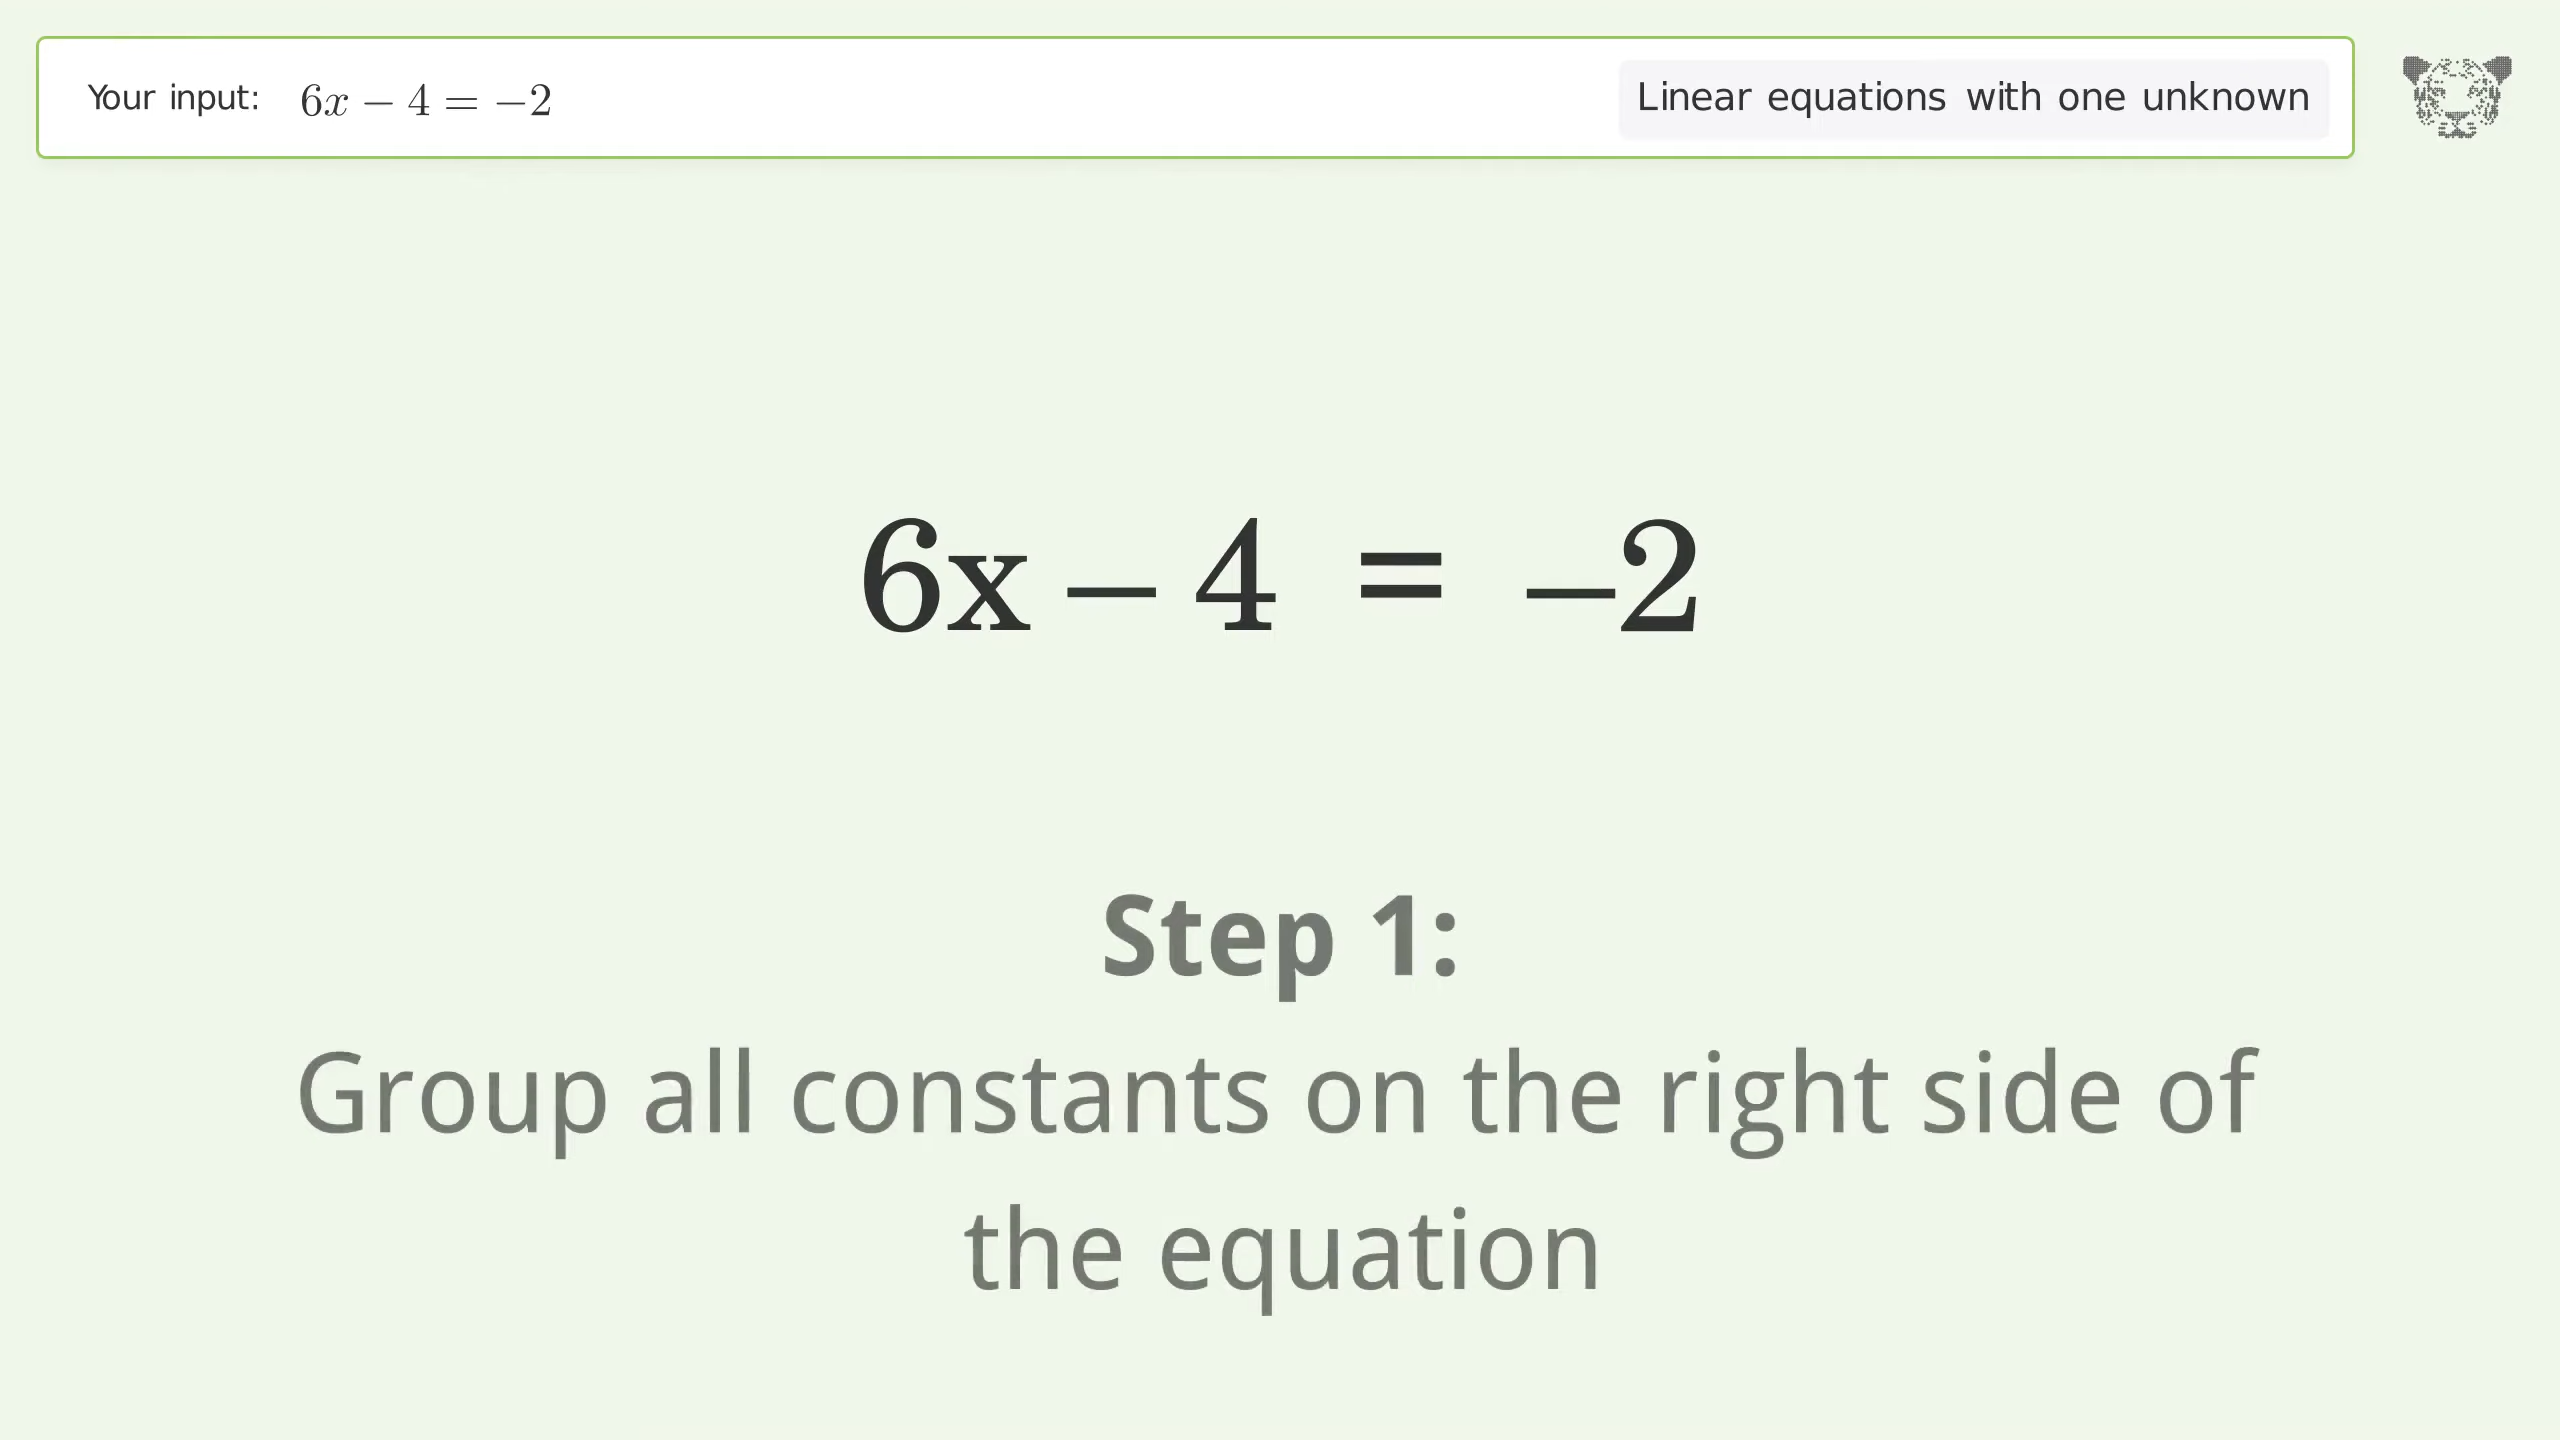 Your input: 6x − 4 = −2
Linear equations with one unknown
6x − 4 = −2
Step 1:
Group all constants on the right side of
the equation